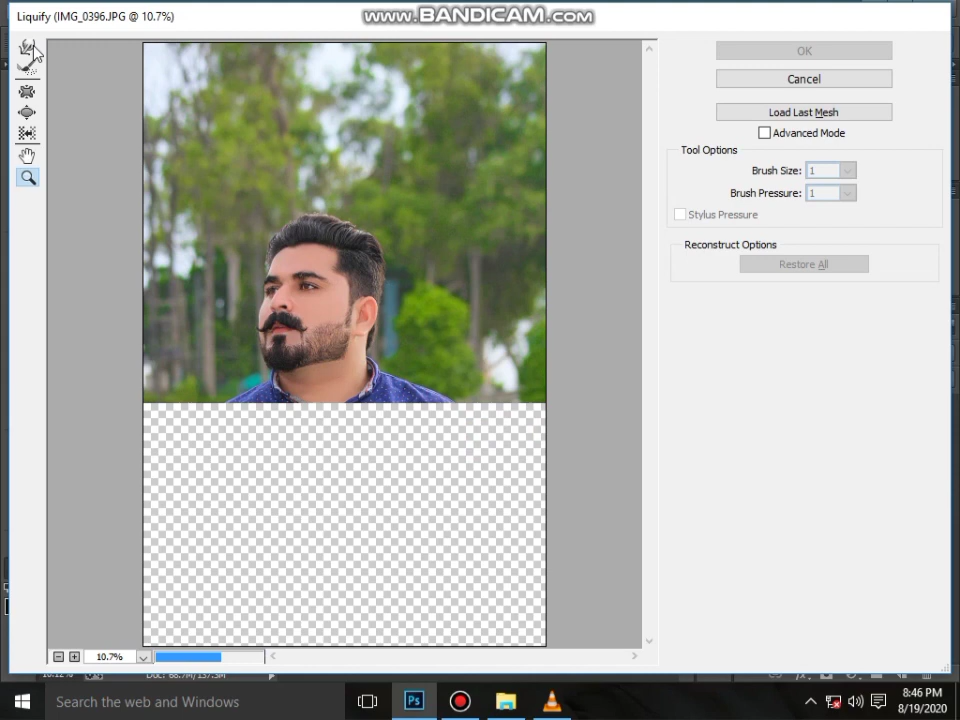 Liquify (IMG_0396.JPG @ 10.7%)
www.BANDICAM.com
OK
Cancel
Load Last Mesh
Advanced Mode
Tool Options
Brush Size: 1
Brush Pressure: 1
Stylus Pressure
Reconstruct Options
Restore All
10.7%
Search the web and Windows
Ps
8:46 PM
8/19/2020